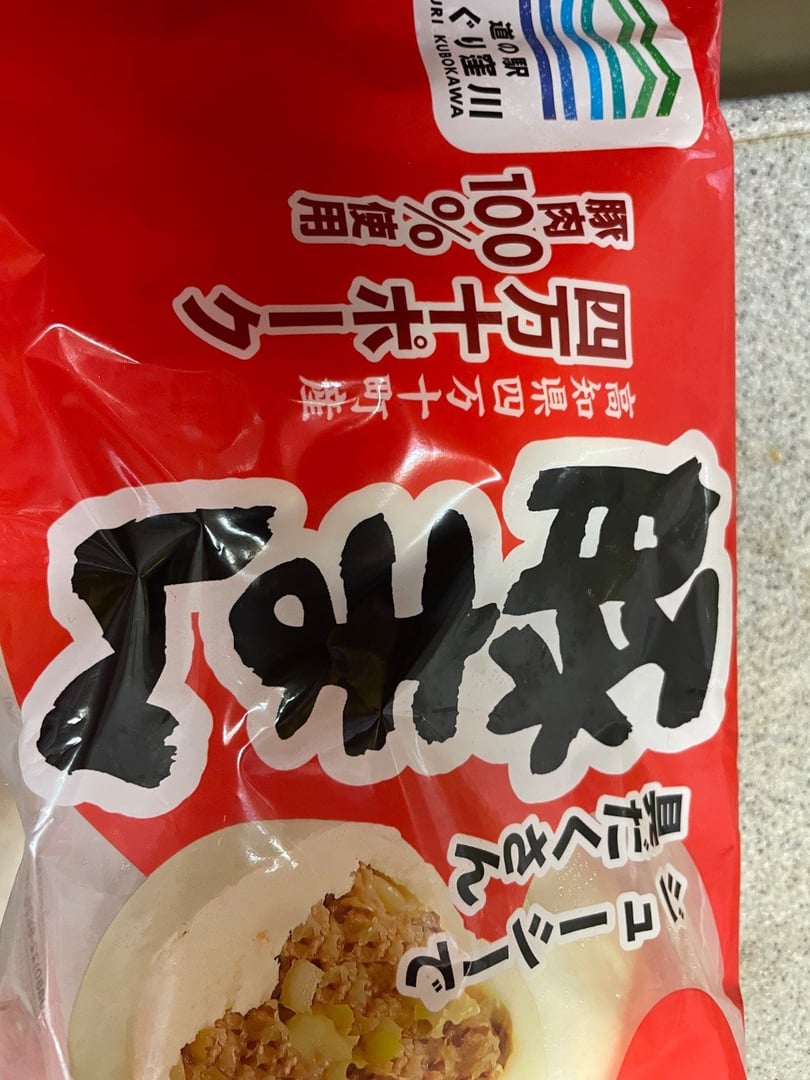 ジューシーで
具だくさん
豚まん
高知県四万十町産
四万十ポーク
豚肉100%使用
道の駅
ぐり窪川
URI KUBOKAWA